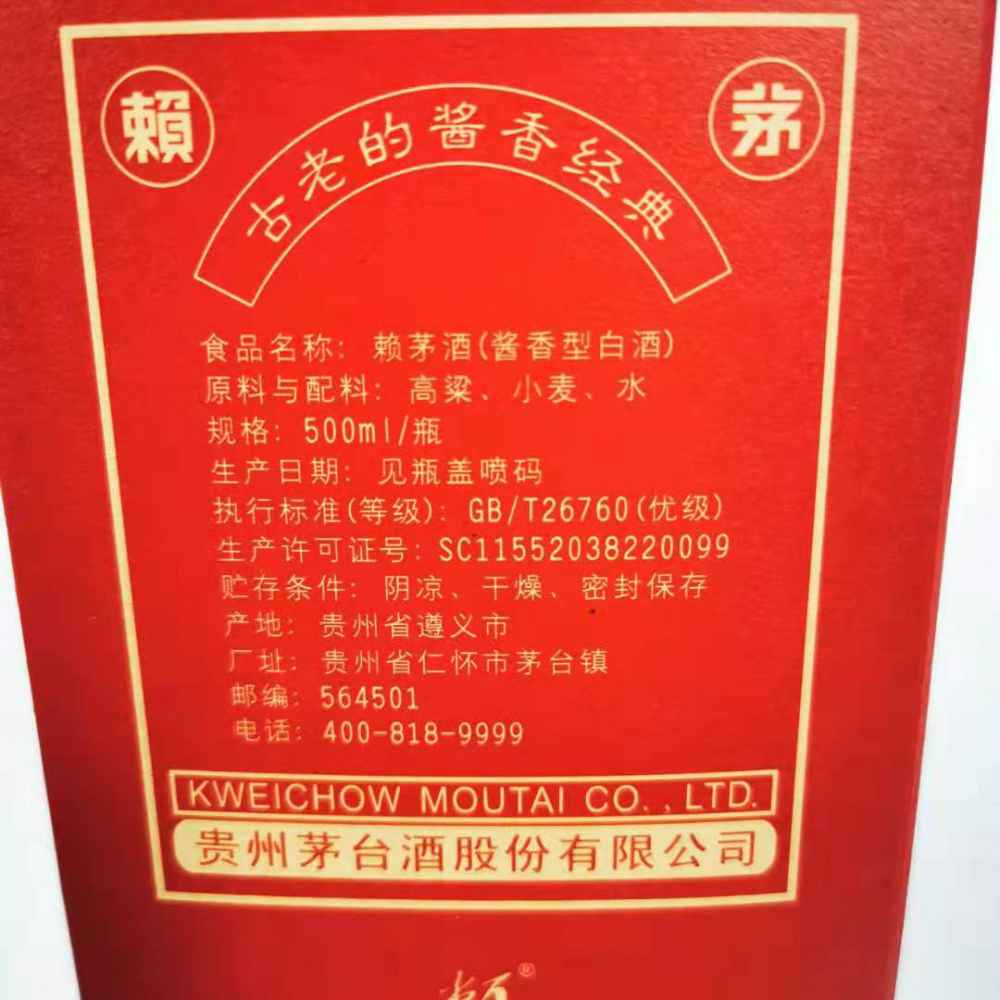 賴 茅
古老的酱香经典
食品名称：赖茅酒(酱香型白酒)
原料与配料：高粱、小麦、水
规格：500ml/瓶
生产日期：见瓶盖喷码
执行标准(等级)：GB/T26760(优级)
生产许可证号：SC11552038220099
贮存条件：阴凉、干燥、密封保存
产地：贵州省遵义市
厂址：贵州省仁怀市茅台镇
邮编：564501
电话：400-818-9999
KWEICHOW MOUTAI CO.,LTD.
贵州茅台酒股份有限公司